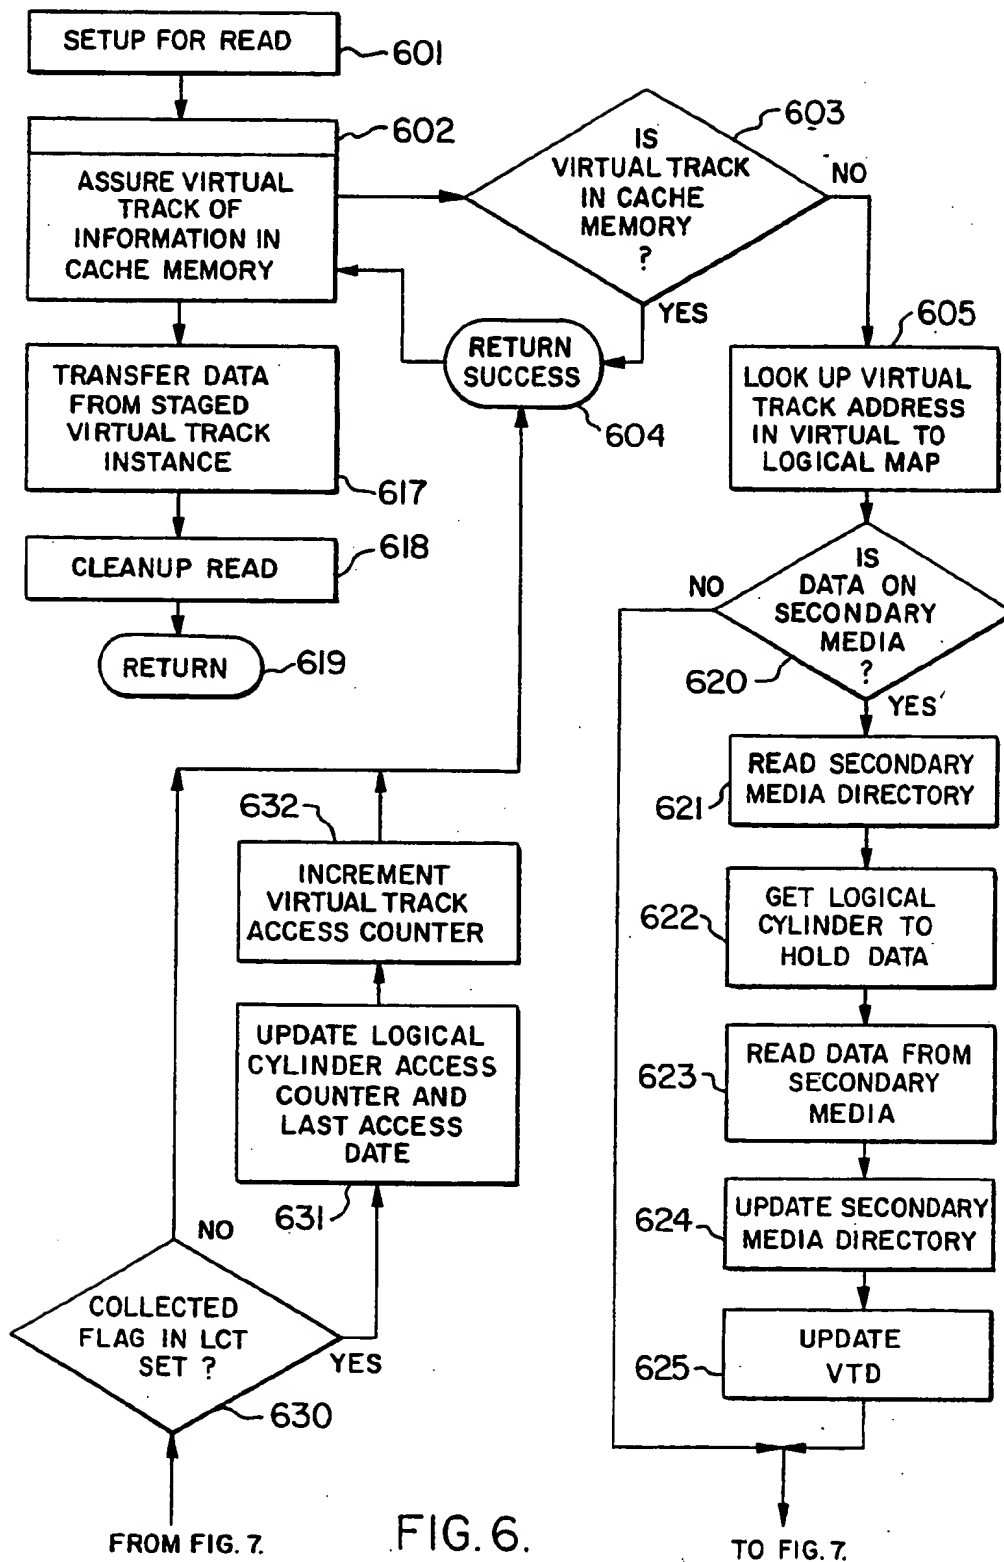 SETUP FOR READ
601
602
ASSURE VIRTUAL
TRACK OF
INFORMATION IN
CACHE MEMORY
603
IS
VIRTUAL TRACK
IN CACHE
MEMORY
?
NO
YES
RETURN
SUCCESS
604
605
LOOK UP VIRTUAL
TRACK ADDRESS
IN VIRTUAL TO
LOGICAL MAP
TRANSFER DATA
FROM STAGED
VIRTUAL TRACK
INSTANCE
617
CLEANUP READ
618
RETURN
619
IS
DATA ON
SECONDARY
MEDIA
?
NO
620
YES
READ SECONDARY
MEDIA DIRECTORY
621
GET LOGICAL
CYLINDER TO
HOLD DATA
622
READ DATA FROM
SECONDARY
MEDIA
623
UPDATE SECONDARY
MEDIA DIRECTORY
624
UPDATE
VTD
625
632
INCREMENT
VIRTUAL TRACK
ACCESS COUNTER
UPDATE LOGICAL
CYLINDER ACCESS
COUNTER AND
LAST ACCESS
DATE
631
NO
COLLECTED
FLAG IN LCT
SET ?
YES
630
FROM FIG. 7.
FIG. 6.
TO FIG. 7.